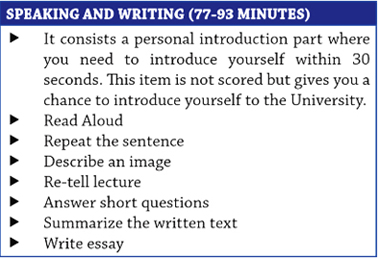 SPEAKING AND WRITING (77-93 MINUTES)
▶ It consists a personal introduction part where
you need to introduce yourself within 30
seconds. This item is not scored but gives you a
chance to introduce yourself to the University.
▶ Read Aloud
▶ Repeat the sentence
▶ Describe an image
▶ Re-tell lecture
▶ Answer short questions
▶ Summarize the written text
▶ Write essay